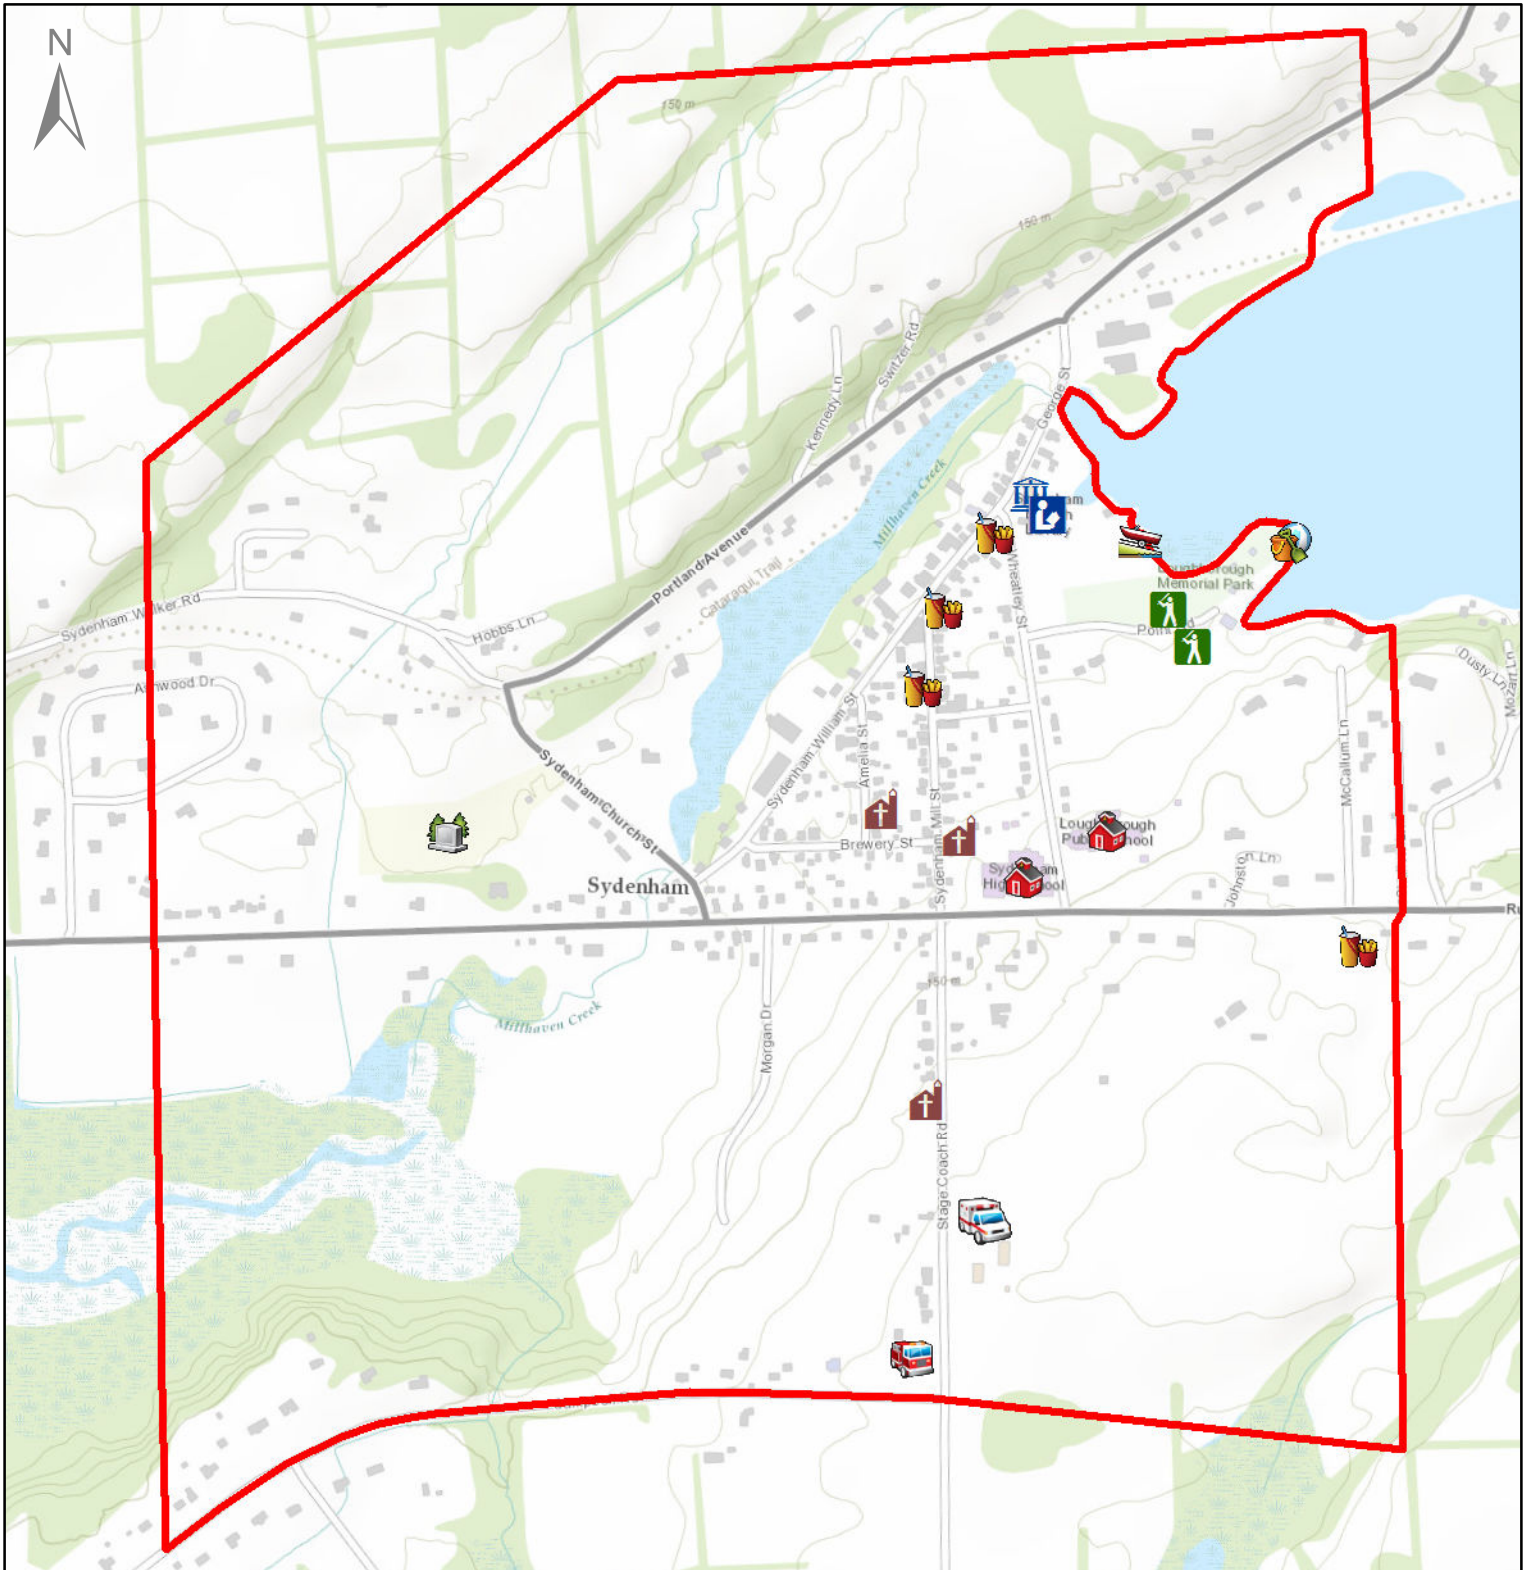 N
150 m
150 m
Switzer Rd
Kennedy Ln
George St
Millhaven Creek
Portland Avenue
Cataraqui Trail
Wheatley St
Memorial Park
Sydenham Walker Rd
Hobbs Ln
Ashwood Dr
Dusty Ln
Mozart Ln
Sydenham William St
Amelia St
McCallum Ln
Sydenham Church St
Sydenham Mill St
Brewery St
Johnston Ln
Sydenham
150 m
Millhaven Creek
Morgan Dr
Stage Coach Rd